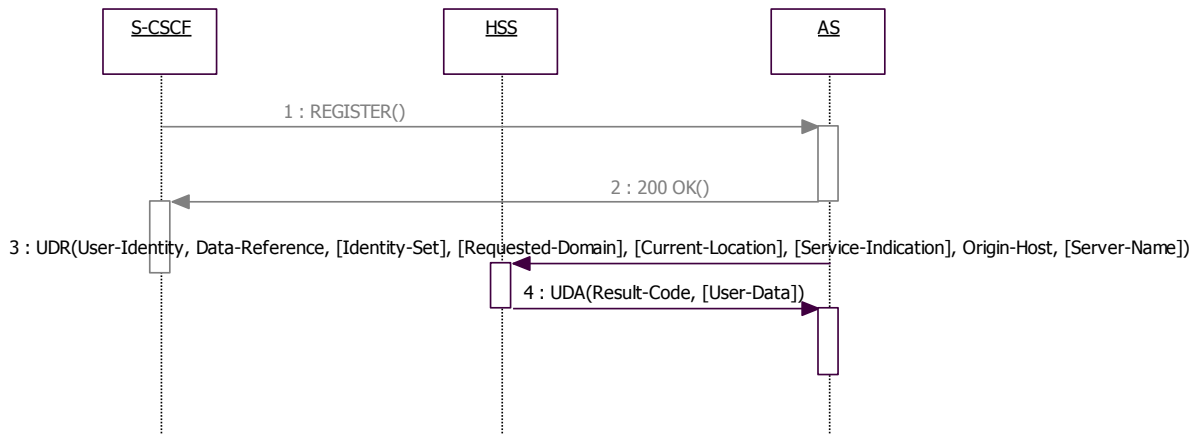 S-CSCF
HSS
AS
1 : REGISTER()
2 : 200 OK()
3 : UDR(User-Identity, Data-Reference, [Identity-Set], [Requested-Domain], [Current-Location], [Service-Indication], Origin-Host, [Server-Name])
4 : UDA(Result-Code, [User-Data])